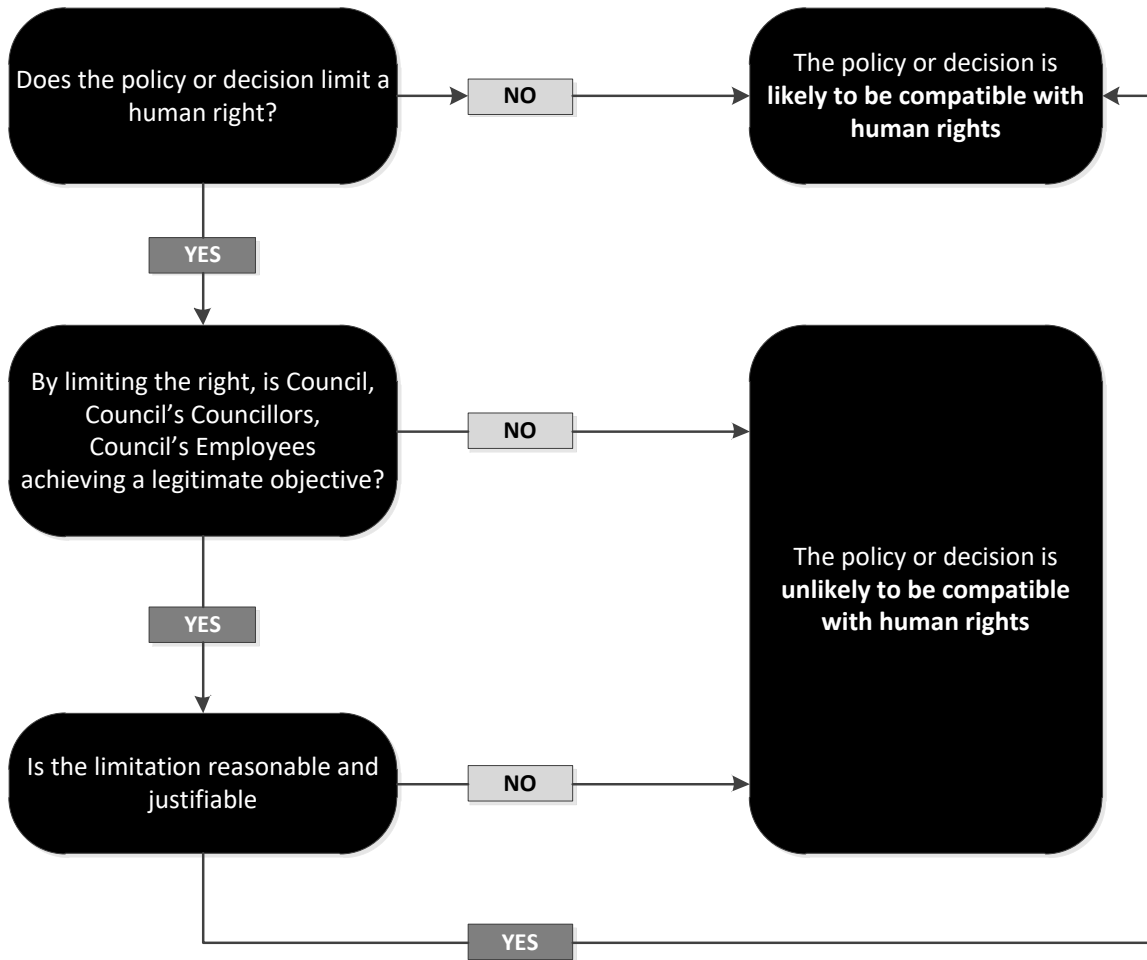 Does the policy or decision limit a
human right?
NO
The policy or decision is
likely to be compatible with
human rights
YES
By limiting the right, is Council,
Council’s Councillors,
Council’s Employees
achieving a legitimate objective?
NO
The policy or decision is
unlikely to be compatible
with human rights
YES
Is the limitation reasonable and
justifiable
NO
YES